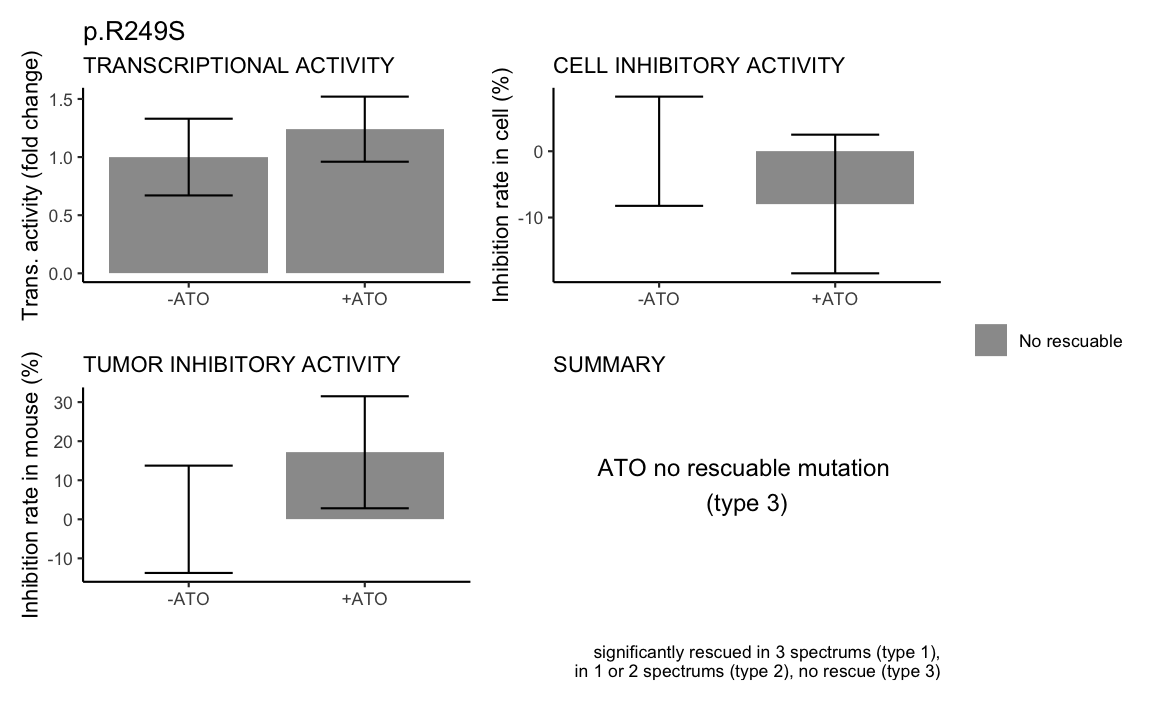 p.R249S
TRANSCRIPTIONAL ACTIVITY
Trans. activity (fold change)
1.5
1.0
0.5
0.0
-ATO
+ATO
CELL INHIBITORY ACTIVITY
Inhibition rate in cell (%)
0
-10
-ATO
+ATO
No rescuable
TUMOR INHIBITORY ACTIVITY
Inhibition rate in mouse (%)
30
20
10
0
-10
-ATO
+ATO
SUMMARY
ATO no rescuable mutation
(type 3)
significantly rescued in 3 spectrums (type 1),
in 1 or 2 spectrums (type 2), no rescue (type 3)